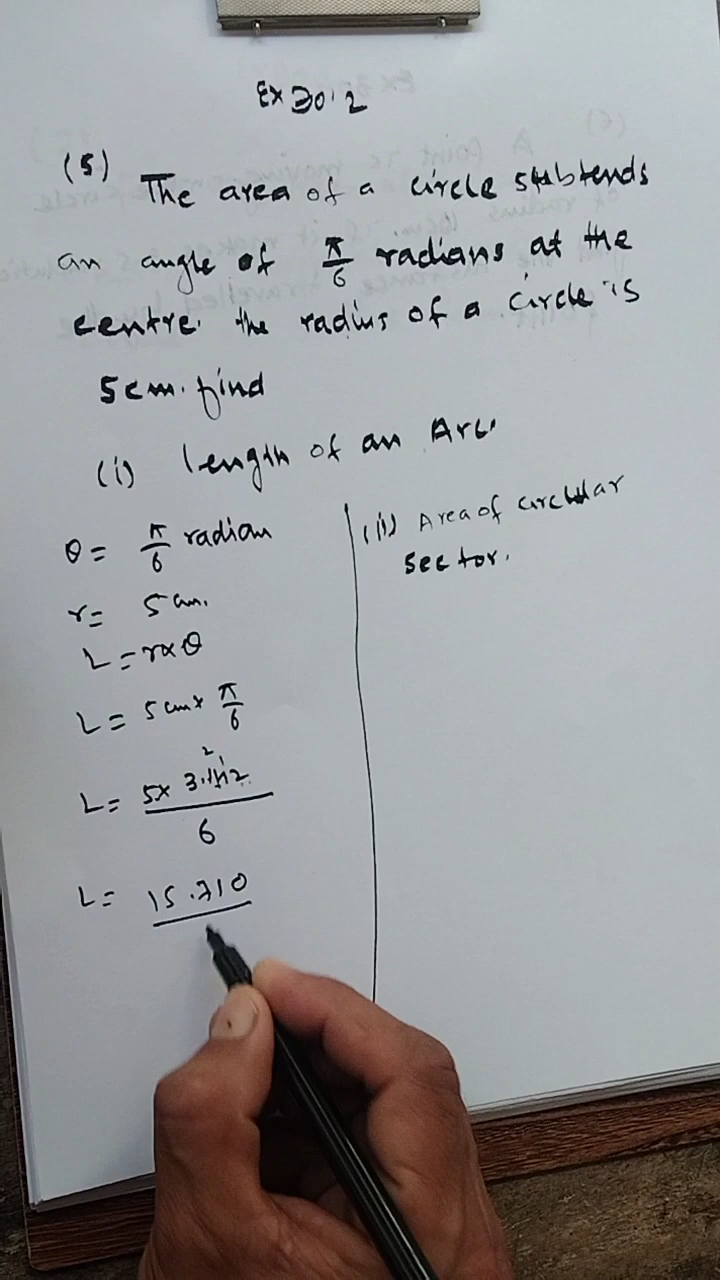 Ex 30.2
(5) The area of a circle subtends
an angle of π/6 radians at the
centre. the radius of a circle is
5cm. find
(i) length of an Arc.
θ = π/6 radian
r = 5 cm.
L = r×θ
L = 5cm× π/6
L = 5× 3.142
6
L = 15.710
(ii) Area of circular
sector.